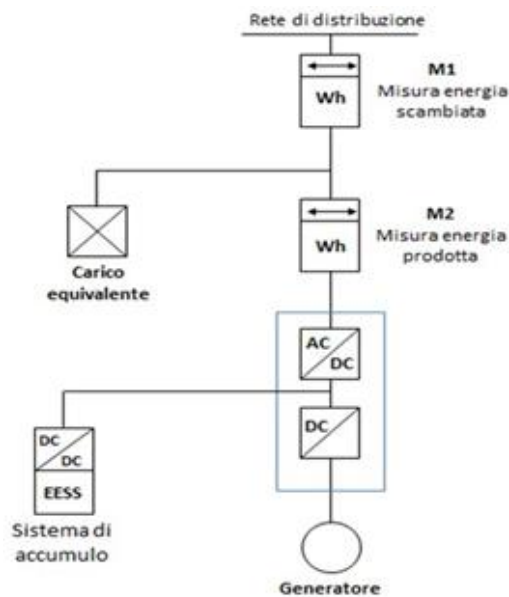 Rete di distribuzione
M1
Misura energia
scambiata
Wh
M2
Misura energia
prodotta
Wh
Carico
equivalente
AC
DC
DC
DC
DC
EESS
Sistema di
accumulo
Generatore